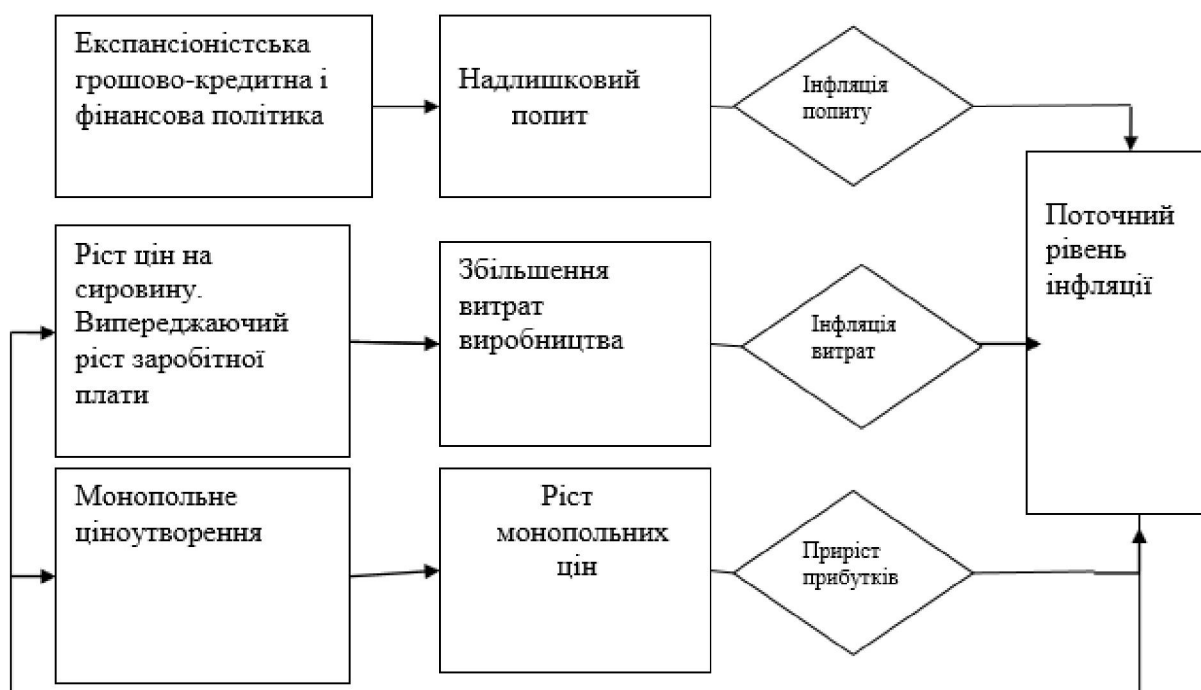 Експансіоністська
грошово-кредитна і
фінансова політика
Надлишковий
попит
Інфляція
попиту
Поточний
рівень
інфляції
Ріст цін на
сировину.
Випереджаючий
ріст заробітної
плати
Збільшення
витрат
виробництва
Інфляція
витрат
Монопольне
ціноутворення
Ріст
монопольних
цін
Приріст
прибутків